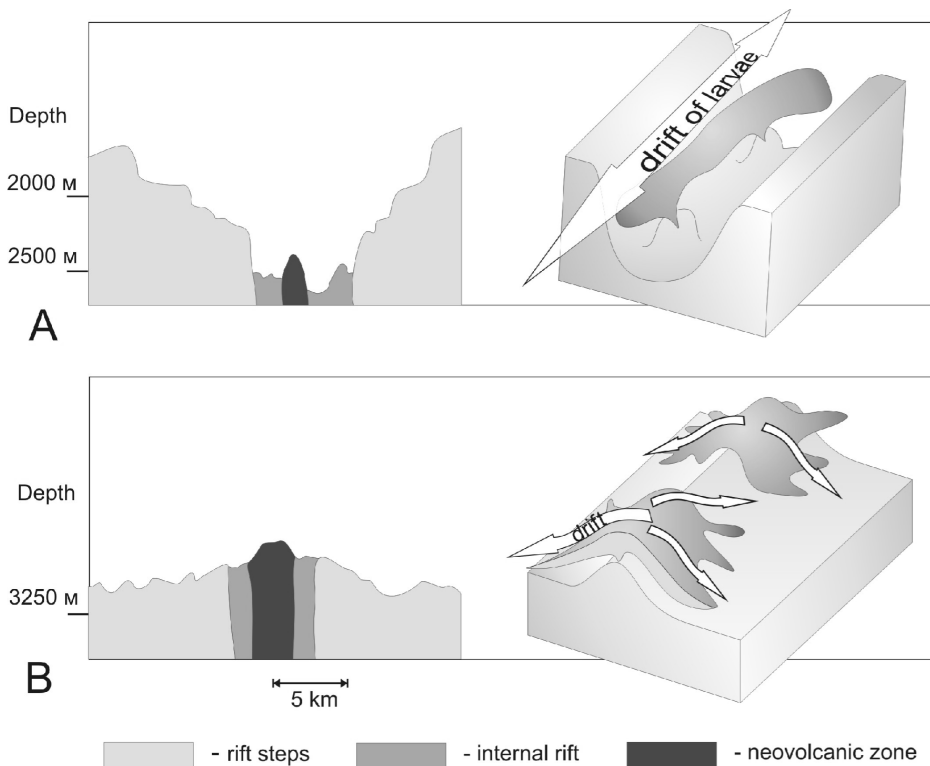 Depth
2000 м
2500 м
A
drift of larvae
Depth
3250 м
B
drift
5 km
- rift steps
- internal rift
- neovolcanic zone